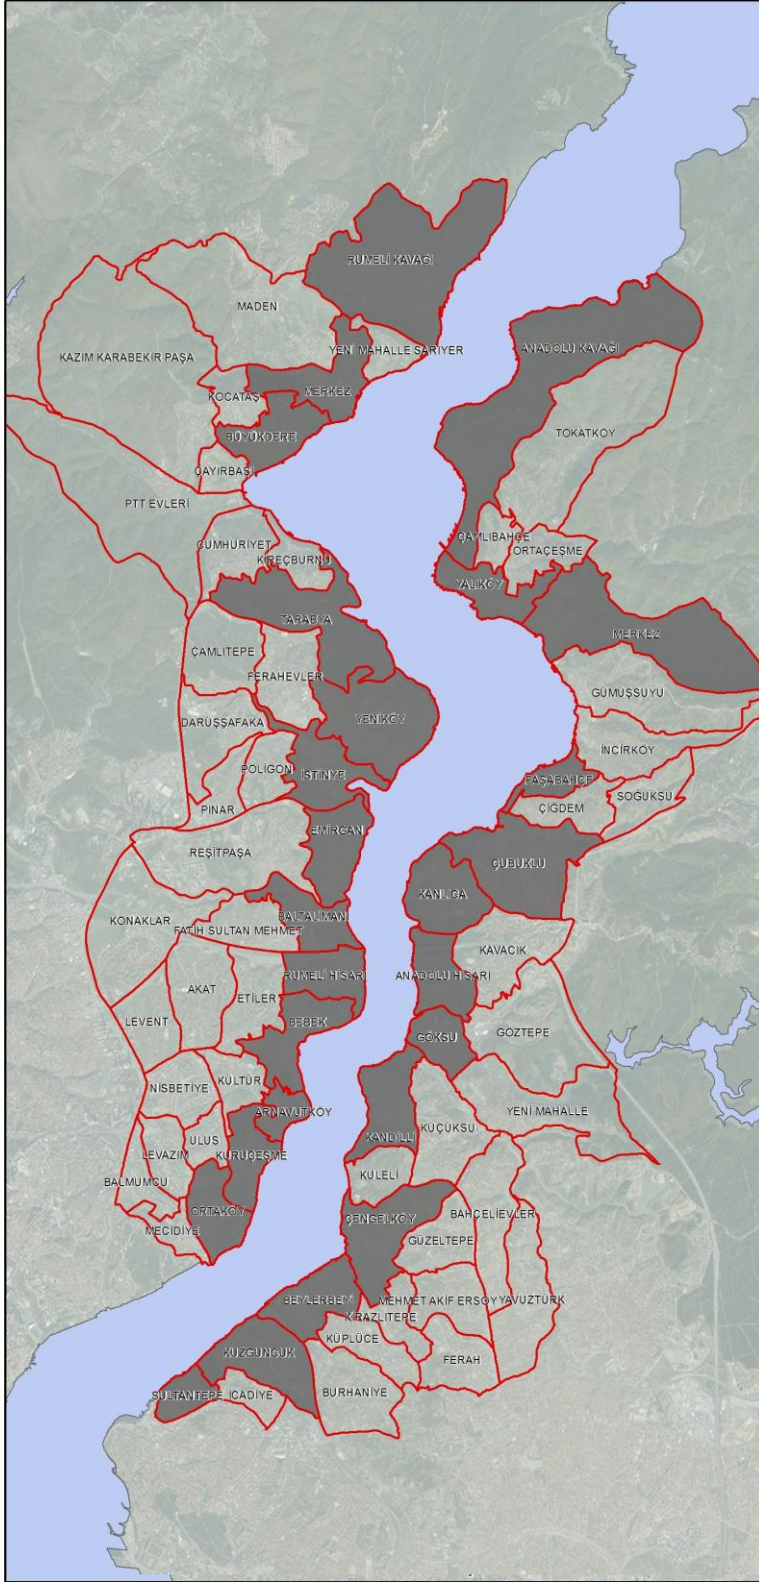 RUMELİ KAVAĞI
MADEN
YENİ MAHALLE SARIYER
ANADOLU KAVAĞI
KAZIM KARABEKİR PAŞA
KOCATAŞ
MERKEZ
BÜYÜKDERE
TOKATKÖY
ÇAYIRBAŞI
PTT EVLERİ
CUMHURİYET
KİREÇBURNU
ÇAMLIBAHÇE
ORTAÇEŞME
YALIKÖY
TARABYA
MERKEZ
ÇAMLITEPE
FERAHEVLER
GÜMÜŞSUYU
DARÜŞŞAFAKA
YENİKÖY
İNCİRKÖY
POLİGON
İSTİNYE
PAŞABAHÇE
SOĞUKSU
PINAR
ÇİĞDEM
EMİRGAN
REŞİTPAŞA
ÇUBUKLU
KANLICA
KONAKLAR
BALTALİMANI
FATİH SULTAN MEHMET
KAVACIK
RUMELİ HİSARI
ANADOLU HİSARI
AKAT
ETİLER
LEVENT
BEBEK
GÖKSU
GÖZTEPE
NİSBETİYE
KÜLTÜR
ARNAVUTKÖY
KÜÇÜKSU
YENİ MAHALLE
ULUS
KANDİLLİ
LEVAZIM
KURUÇEŞME
KULELİ
BALMUMCU
ORTAKÖY
MECİDİYE
ÇENGELKÖY
BAHÇELİEVLER
GÜZELTEPE
BEYLERBEYİ
MEHMET AKİF ERSOY
YAVUZTÜRK
KİRAZLITEPE
KÜPLÜCE
KUZGUNCUK
FERAH
SULTANTEPE
İCADİYE
BURHANİYE